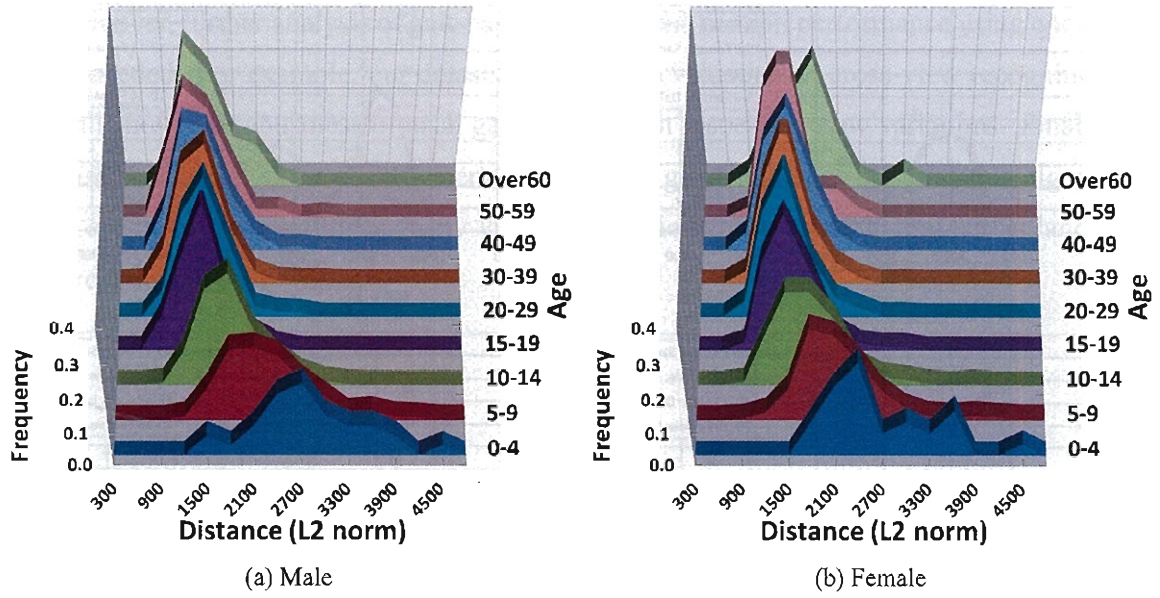 Over60
50-59
40-49
30-39
20-29
15-19
10-14
5-9
0-4
Age
0.4
0.3
0.2
0.1
0.0
Frequency
300 900 1500 2100 2700 3300 3900 4500
Distance (L2 norm)
(a) Male
Over60
50-59
40-49
30-39
20-29
15-19
10-14
5-9
0-4
Age
0.4
0.3
0.2
0.1
0.0
Frequency
300 900 1500 2100 2700 3300 3900 4500
Distance (L2 norm)
(b) Female